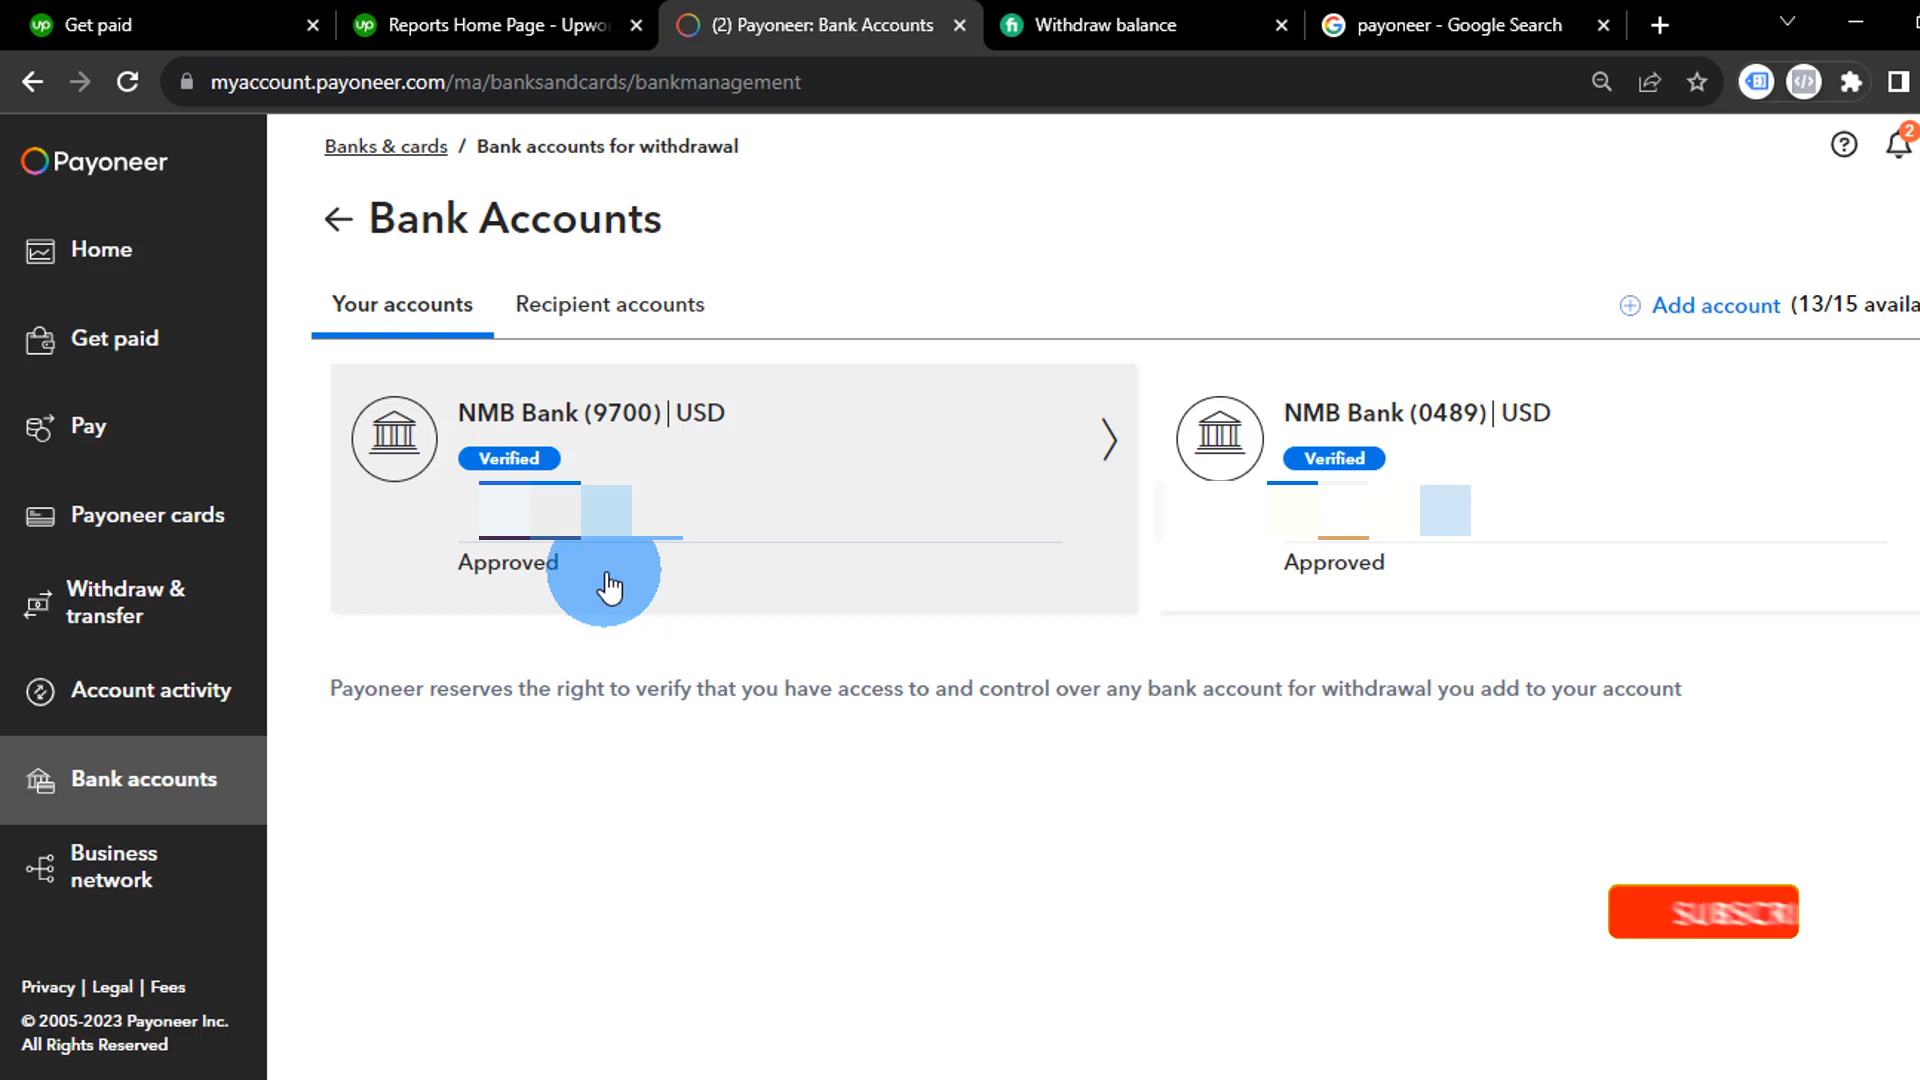 Get paid
Reports Home Page - Upwo
(2) Payoneer: Bank Accounts
Withdraw balance
payoneer - Google Search
myaccount.payoneer.com/ma/banksandcards/bankmanagement
Payoneer
Home
Get paid
Pay
Payoneer cards
Withdraw &
transfer
Account activity
Bank accounts
Business
network
Privacy | Legal | Fees
© 2005-2023 Payoneer Inc.
All Rights Reserved
Banks & cards / Bank accounts for withdrawal
2
← Bank Accounts
Your accounts
Recipient accounts
Add account (13/15 availa
NMB Bank (9700) | USD
Verified
Approved
NMB Bank (0489) | USD
Verified
Approved
Payoneer reserves the right to verify that you have access to and control over any bank account for withdrawal you add to your account
SUBSCRI